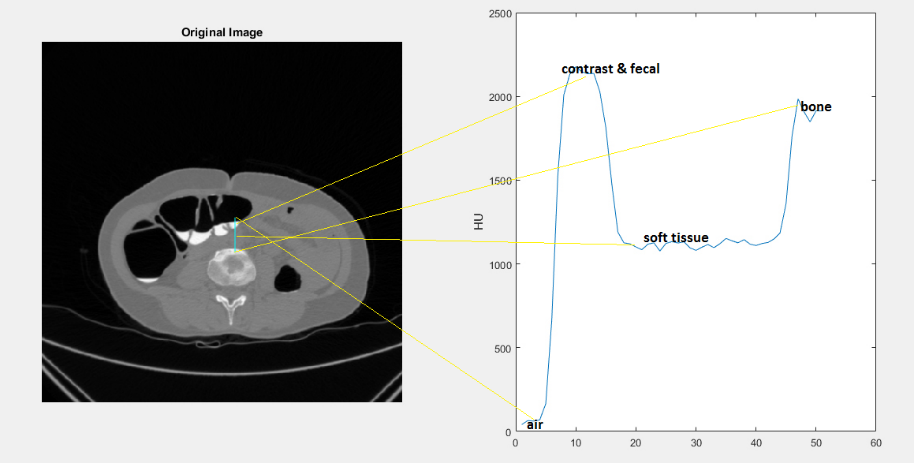 Original Image
2500
2000
1500
1000
500
0
HU
contrast & fecal
bone
soft tissue
air
0 10 20 30 40 50 60